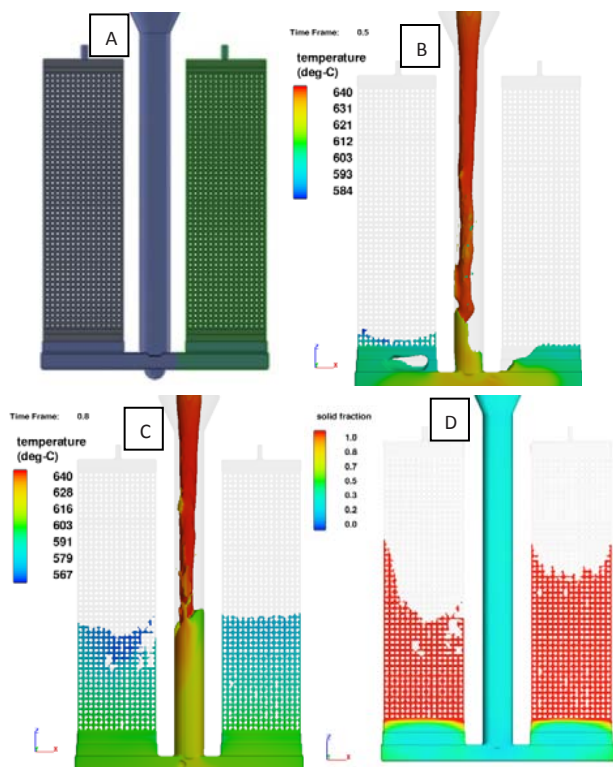 A
Time Frame: 0.5
B
temperature
(deg-C)
640
631
621
612
603
593
584
z
x
Time Frame: 0.8
C
temperature
(deg-C)
640
628
616
603
591
579
567
z
x
solid fraction
D
1.0
0.8
0.7
0.5
0.3
0.2
0.0
z
x